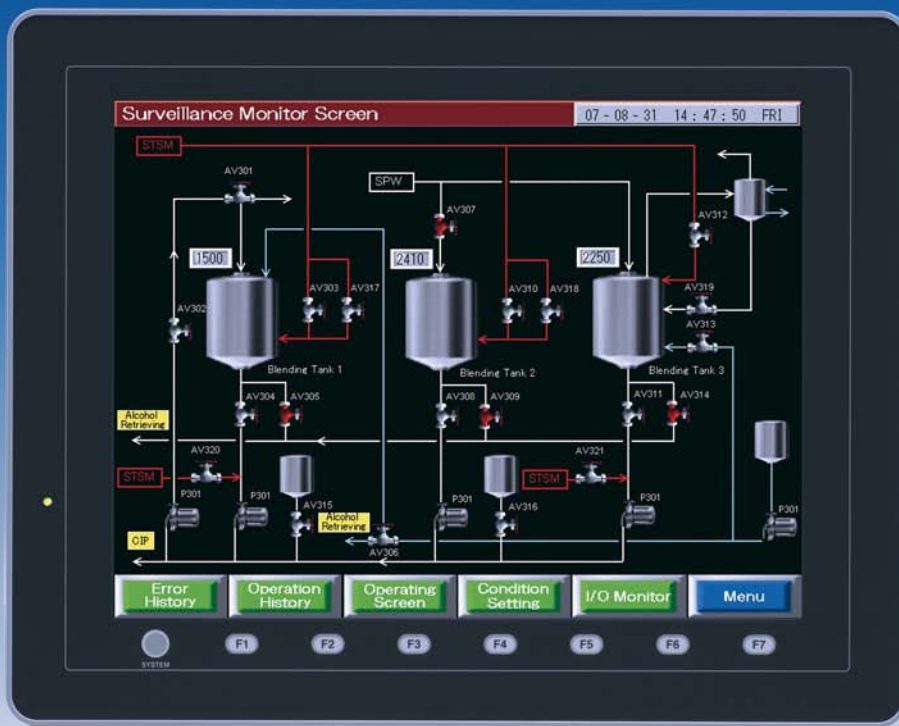 Surveillance Monitor Screen
07 - 08 - 31 14 : 47 : 50 FRI
STSM
AV301
SPW
AV307
AV312
1500
2410
2250
AV303
AV317
AV310
AV318
AV319
AV302
AV313
Blending Tank 1
Blending Tank 2
Blending Tank 3
AV304
AV305
AV308
AV309
AV311
AV314
Alcohol
Retrieving
AV320
AV321
STSM
STSM
P301
P301
AV315
Alcohol
Retrieving
P301
AV316
P301
P301
CIP
AV306
Error
History
Operation
History
Operating
Screen
Condition
Setting
I/O Monitor
Menu
SYSTEM
F1
F2
F3
F4
F5
F6
F7